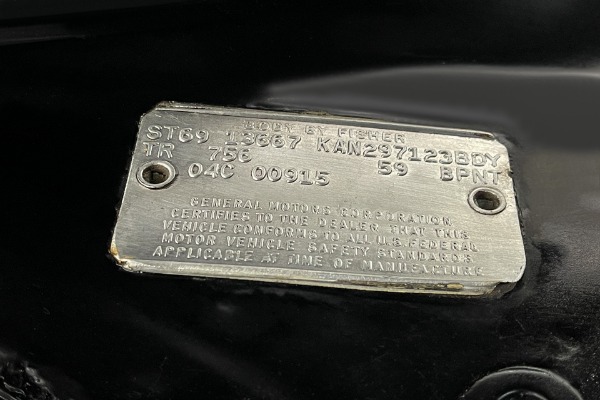 BODY BY FISHER
ST69 13667 KAN297123BDY
TR 756 59 BPNT
04C 00915
GENERAL MOTORS CORPORATION
CERTIFIES TO THE DEALER THAT THIS
VEHICLE CONFORMS TO ALL U.S. FEDERAL
MOTOR VEHICLE SAFETY STANDARDS
APPLICABLE AT TIME OF MANUFACTURE